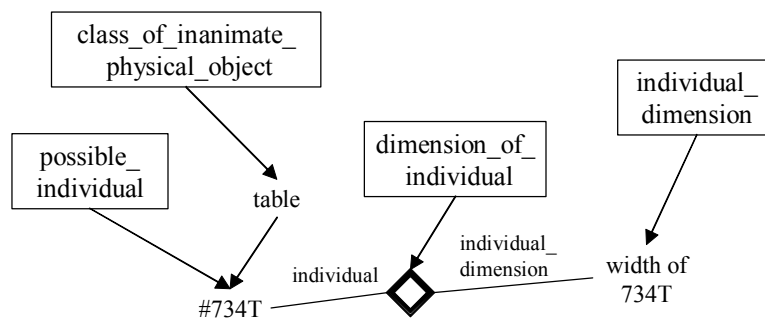 class_of_inanimate_
physical_object
individual_
dimension
possible_
individual
dimension_of_
individual
table
individual
individual_
dimension
width of
734T
#734T